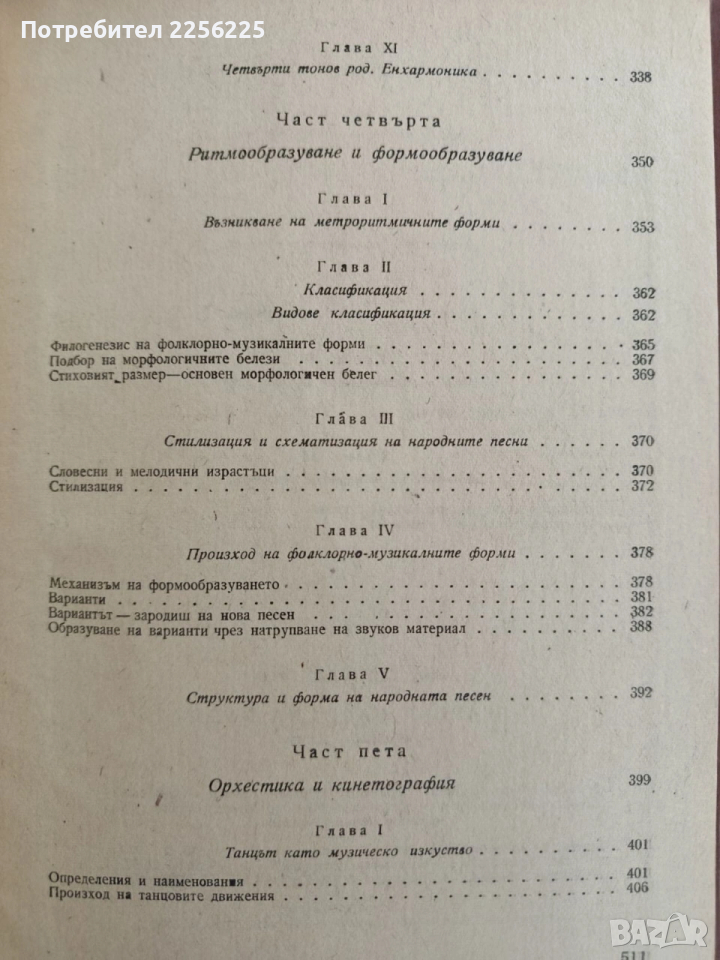 Потребител 2256225
Глава XI
Четвърти тонов род. Енхармоника . . . . . . . . . . 338
Част четвърта
Ритмообразуване и формообразуване 350
Глава I
Възникване на метроритмичните форми . . . . . . . . 353
Глава II
Класификация . . . . . . . . . . . . . . 362
Видове класификация . . . . . . . . . . . . . 362
Филогенезис на фолклорно-музикалните форми . . . . . . . . . . . . . . . . 365
Подбор на морфологичните белези . . . . . . . . . . . . . . . . . . . . 367
Стиховият размер—основен морфологичен белег . . . . . . . . . . . . . . . 369
Глава III
Стилизация и схематизация на народните песни . . . . . . . 370
Словесни и мелодични израстъци . . . . . . . . . . . . . . . . . . . . . 370
Стилизация . . . . . . . . . . . . . . . . . . . . . . . . . . . . . 372
Глава IV
Произход на фолклорно-музикалните форми . . . . . . . 378
Механизъм на формообразуването . . . . . . . . . . . . . . . . . . . . . 378
Варианти . . . . . . . . . . . . . . . . . . . . . . . . . . . . . . 381
Вариантът — зародиш на нова песен . . . . . . . . . . . . . . . . . . . . 382
Образуване на варианти чрез натрупване на звуков материал . . . . . . . . . . 388
Глава V
Структура и форма на народната песен . . . . . . . . 392
Част пета
Орхестика и кинетография 399
Глава I
Танцът като музическо изкуство . . . . . . . . . . 401
Определения и наименования . . . . . . . . . . . . . . . . . . . . . . . 401
Произход на танцовите движения . . . . . . . . . . . . . . . . . . . . . 406
511
BAZAR